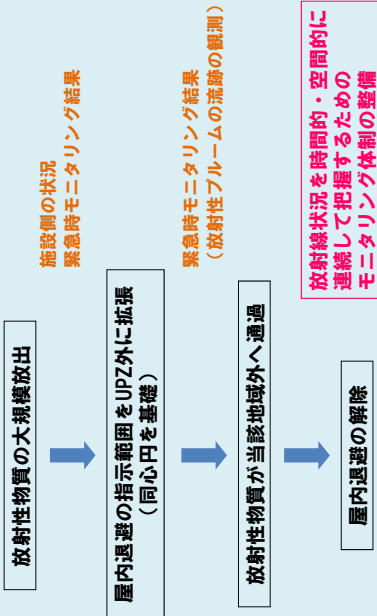 放射性物質の大規模放出
施設側の状況
緊急時モニタリング結果
屋内退避の指示範囲をUPZ外に拡張
（同心円を基礎）
緊急時モニタリング結果
（放射性プルームの流跡の観測）
放射性物質が当該地域外へ通過
放射線状況を時間的・空間的に
連続して把握するための
モニタリング体制の整備
屋内退避の解除